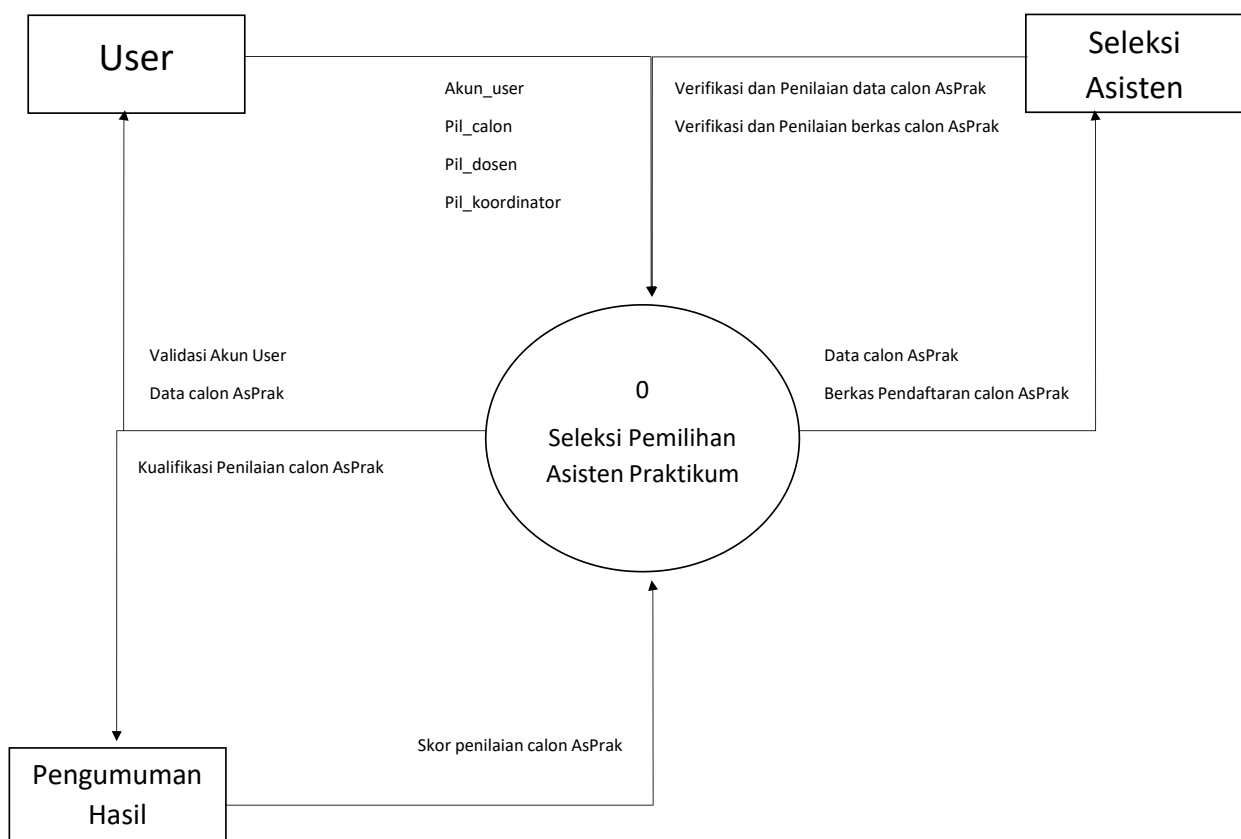 User
Seleksi
Asisten
Akun_user
Pil_calon
Pil_dosen
Pil_koordinator
Verifikasi dan Penilaian data calon AsPrak
Verifikasi dan Penilaian berkas calon AsPrak
Validasi Akun User
Data calon AsPrak
Kualifikasi Penilaian calon AsPrak
0
Seleksi Pemilihan
Asisten Praktikum
Data calon AsPrak
Berkas Pendaftaran calon AsPrak
Skor penilaian calon AsPrak
Pengumuman
Hasil